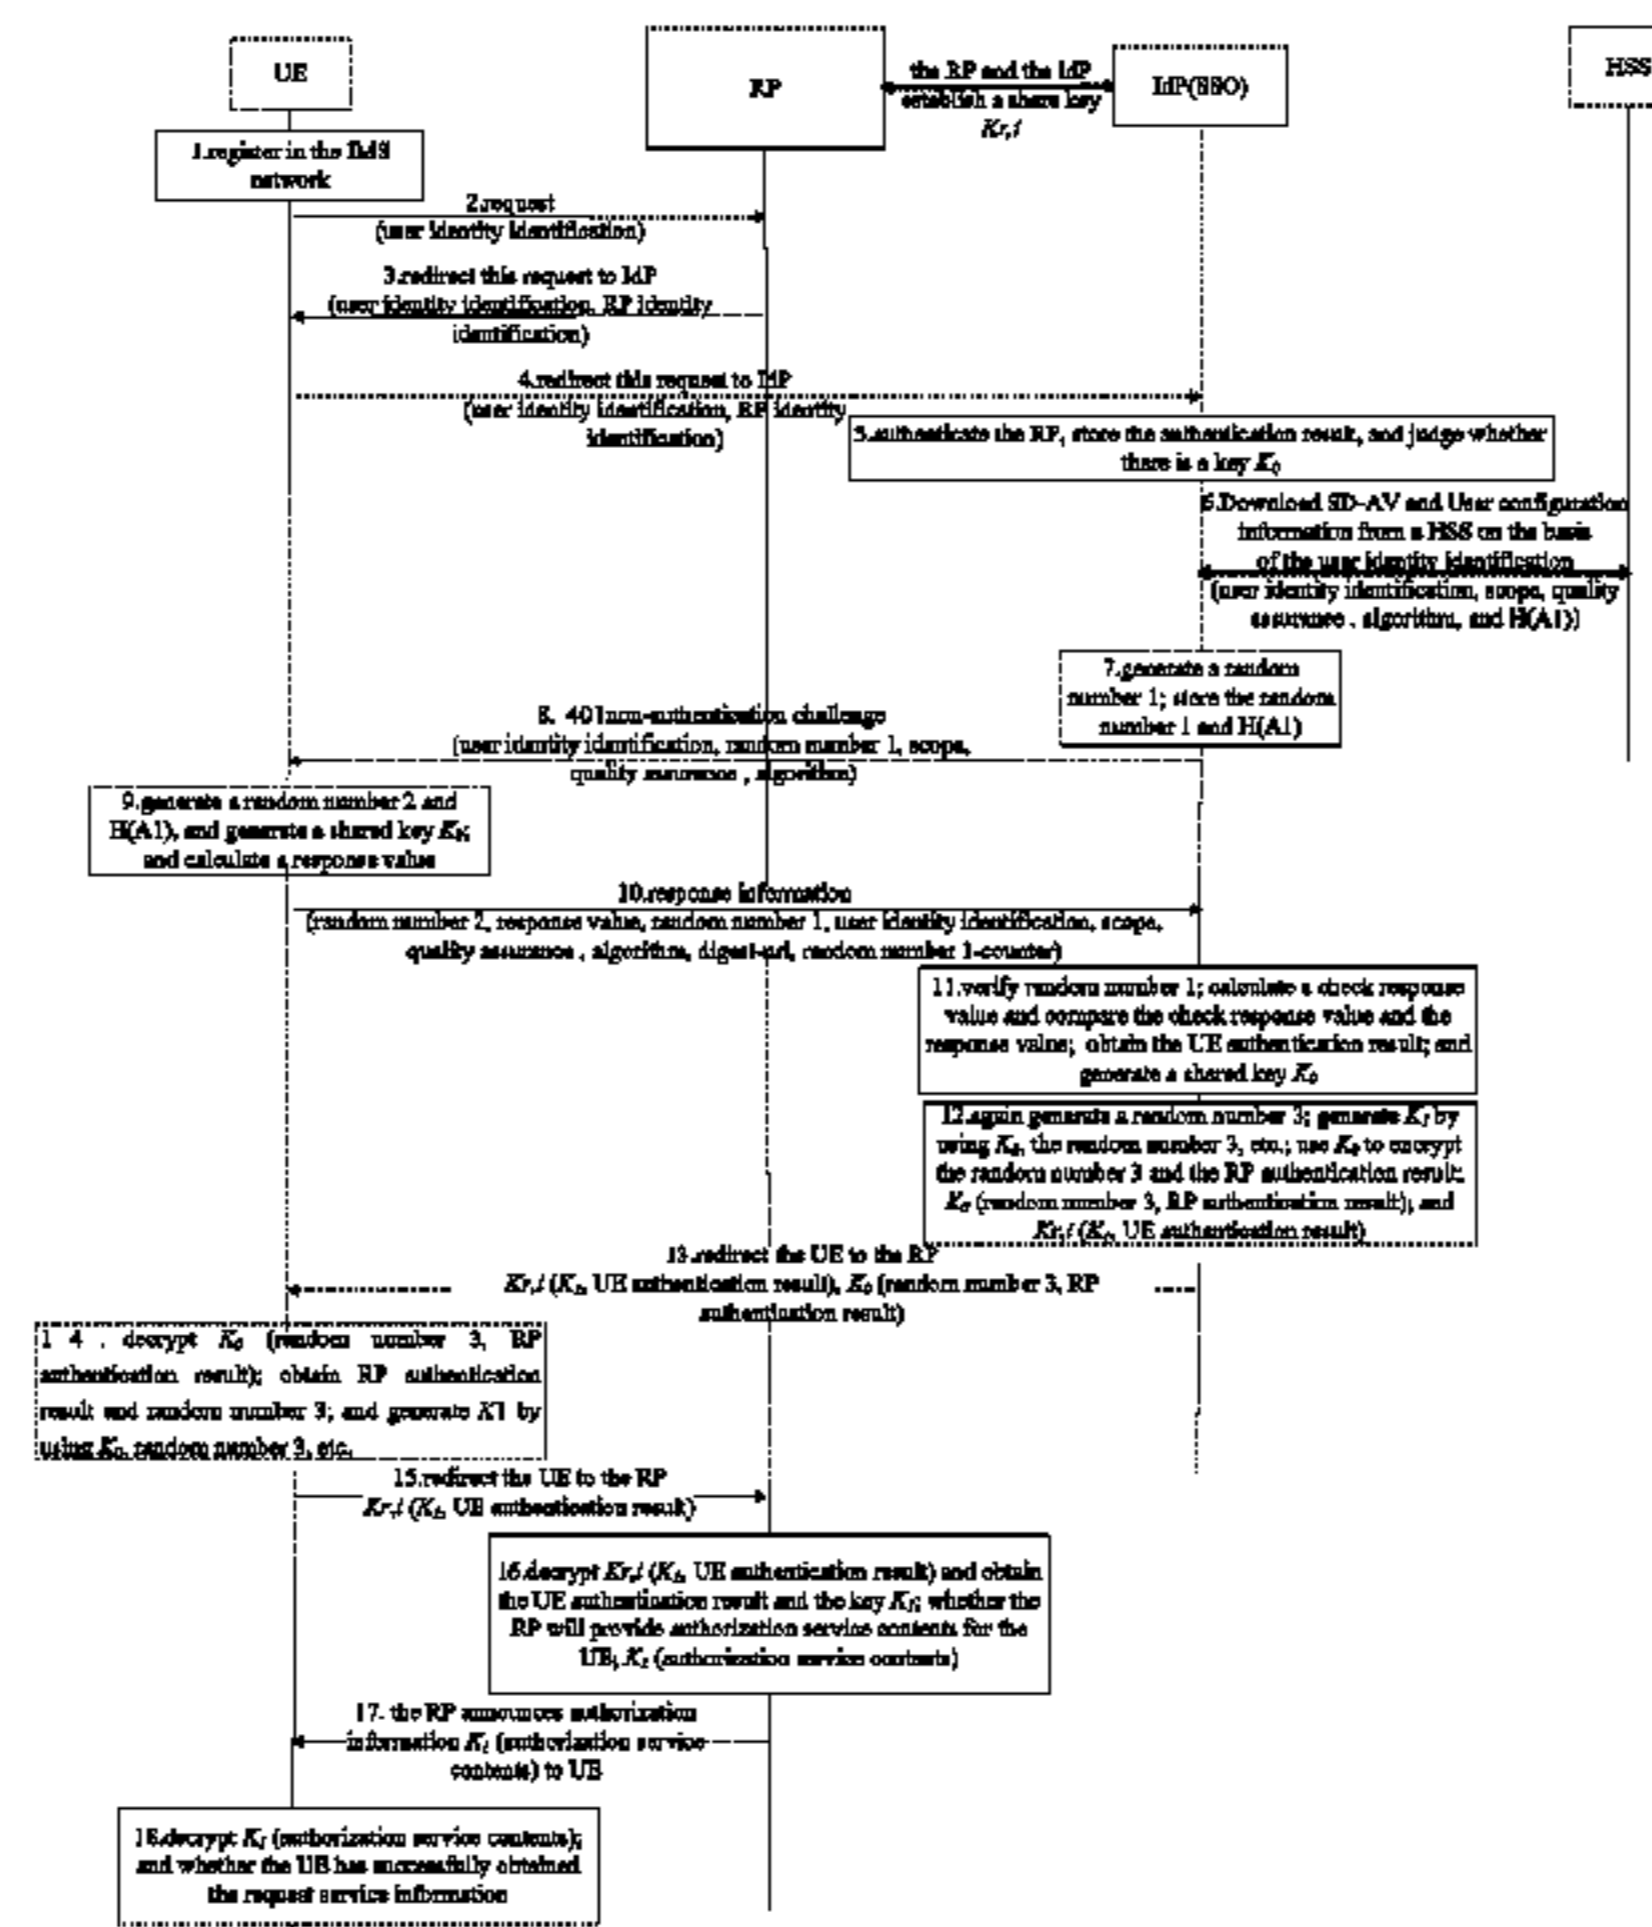 UE
RP
the RP and the IdP
establish a share key
Kr,i
IdP(SSO)
HSS
1.register in the IMS
network
2.request
(user identity identification)
3.redirect this request to IdP
(user identity identification, RP identity
identification)
4.redirect this request to IdP
(user identity identification, RP identity
identification)
5.authenticate the RP, store the authentication result, and judge whether
there is a key K0
6.Download SD-AV and User configuration
information from a HSS on the basis
of the user identity identification
(user identity identification, scope, quality
assurance , algorithm, and H(A1))
7.generate a random
number 1; store the random
number 1 and H(A1)
8. 401non-authentication challenge
(user identity identification, random number 1, scope,
quality assurance , algorithm)
9.generate a random number 2 and
H(A1), and generate a shared key K0;
and calculate a response value
10.response information
(random number 2, response value, random number 1, user identity identification, scope,
quality assurance , algorithm, digest-url, random number 1-counter)
11.verify random number 1; calculate a check response
value and compare the check response value and the
response value; obtain the UE authentication result; and
generate a shared key K0
12.again generate a random number 3; generate K1 by
using K0, the random number 3, etc.; use K0 to encrypt
the random number 3 and the RP authentication result:
K0 (random number 3, RP authentication result); and
Kr,i (K1, UE authentication result)
13.redirect the UE to the RP
Kr,i (K1, UE authentication result), K0 (random number 3, RP
authentication result)
1 4 . decrypt K0 (random number 3, RP
authentication result); obtain RP authentication
result and random number 3; and generate K1 by
using K0, random number 3, etc.
15.redirect the UE to the RP
Kr,i (K1, UE authentication result)
16.decrypt Kr,i (K1, UE authentication result) and obtain
the UE authentication result and the key K1; whether the
RP will provide authorization service contents for the
UE; K1 (authorization service contents)
17. the RP announces authorization
information K1 (authorization service
contents) to UE
18.decrypt K1 (authorization service contents);
and whether the UE has successfully obtained
the request service information